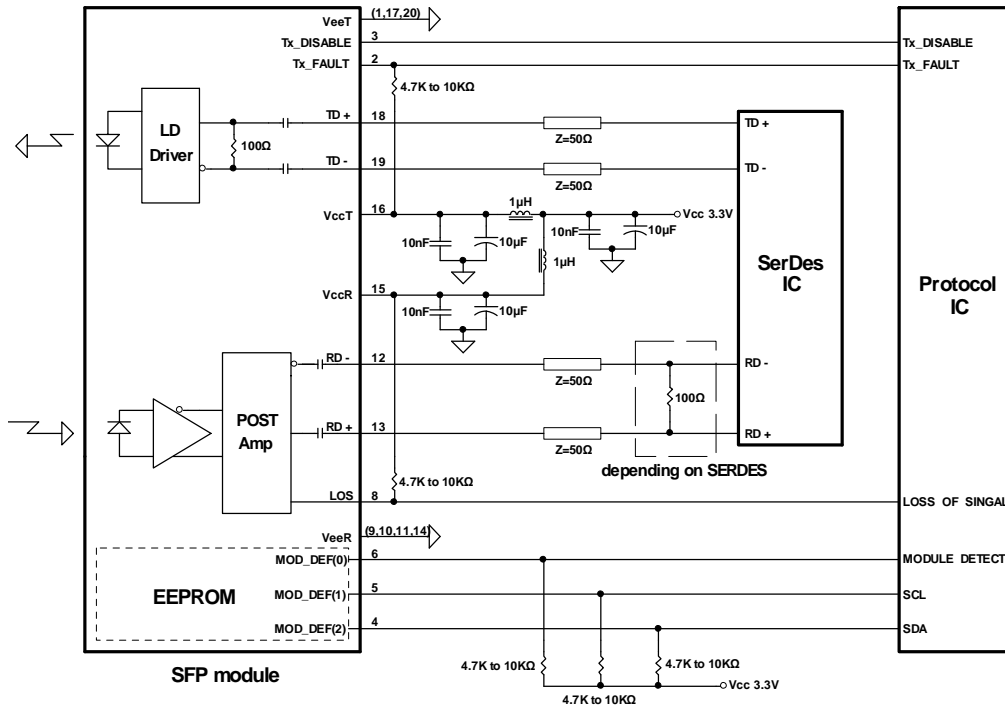 VeeT (1,17,20)
Tx_DISABLE 3 Tx_DISABLE
Tx_FAULT 2 Tx_FAULT
4.7K to 10KΩ
LD
Driver
100Ω
TD + 18 Z=50Ω TD +
TD - 19 Z=50Ω TD -
1µH
VccT 16 Vcc 3.3V
10nF 10µF 10nF 10µF
1µH
SerDes
IC
Protocol
IC
VccR 15
10nF 10µF
RD - 12 Z=50Ω RD -
100Ω
POST
Amp
RD + 13 Z=50Ω RD +
depending on SERDES
4.7K to 10KΩ
LOS 8 LOSS OF SINGAL
VeeR (9,10,11,14)
MOD_DEF(0) 6 MODULE DETECT
EEPROM
MOD_DEF(1) 5 SCL
MOD_DEF(2) 4 SDA
4.7K to 10KΩ 4.7K to 10KΩ
SFP module
Vcc 3.3V
4.7K to 10KΩ